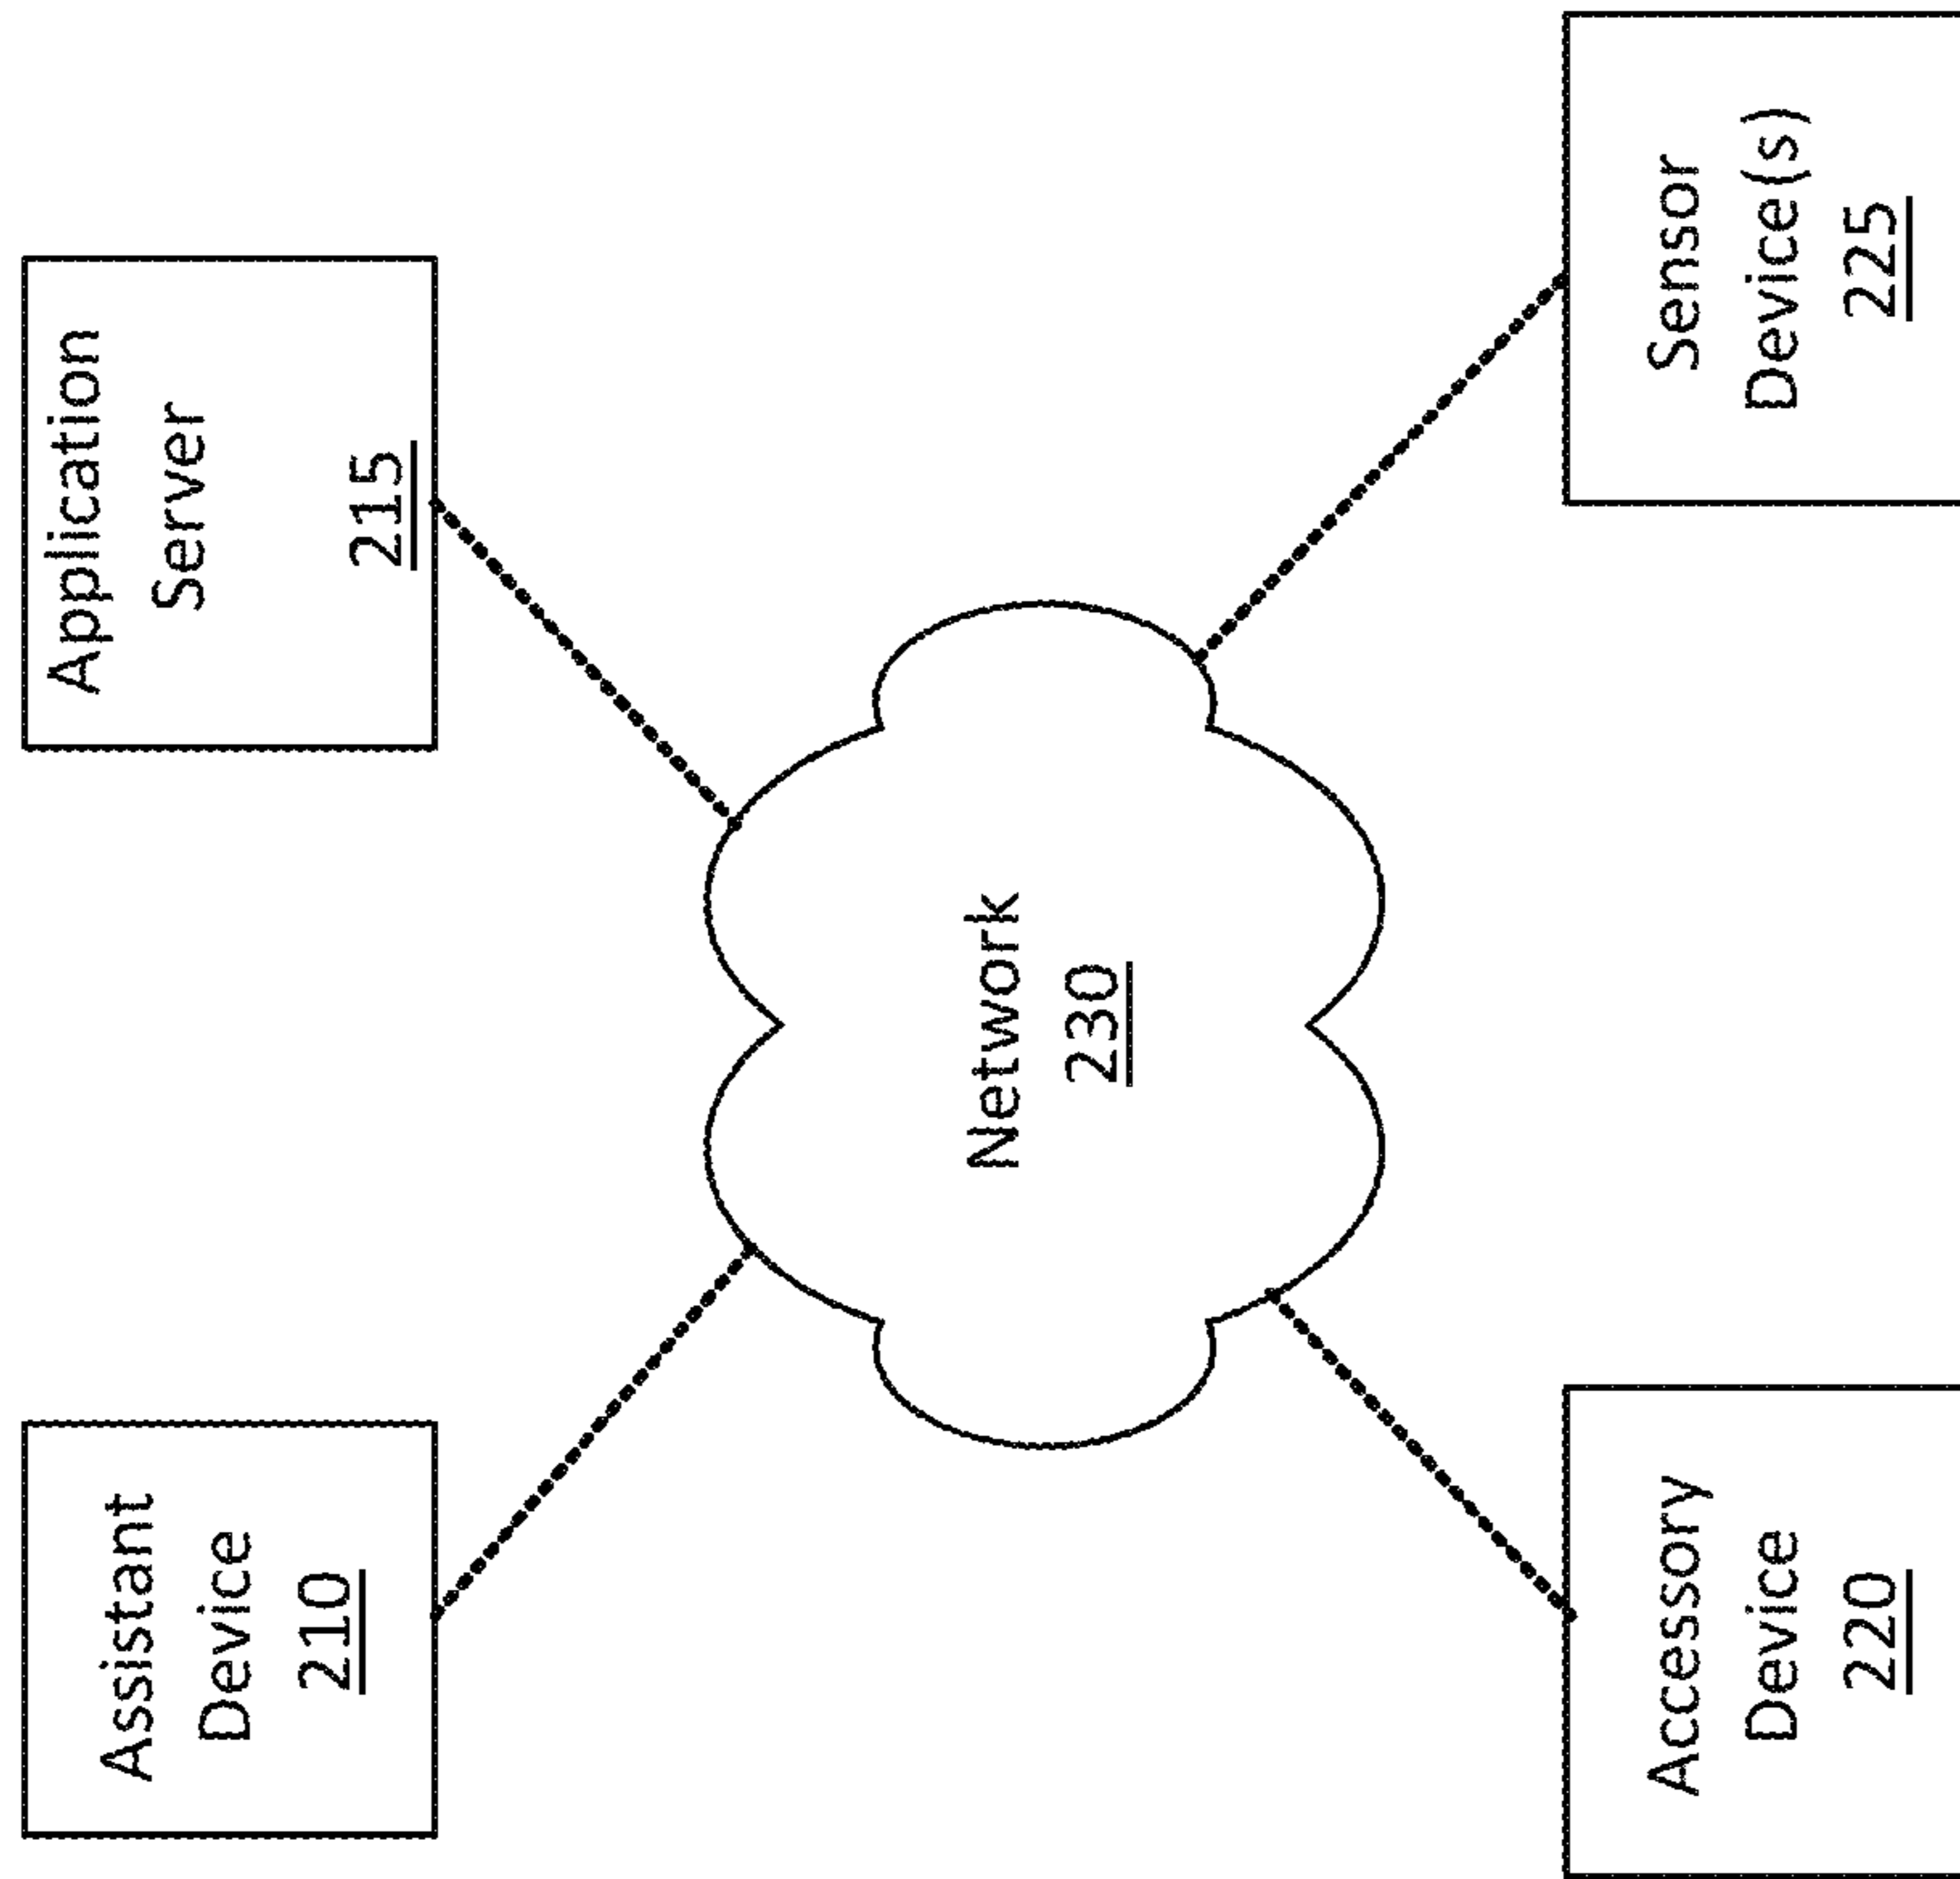 Assistant
Device
210
Application
Server
215
Network
230
Accessory
Device
220
Sensor
Device(s)
225